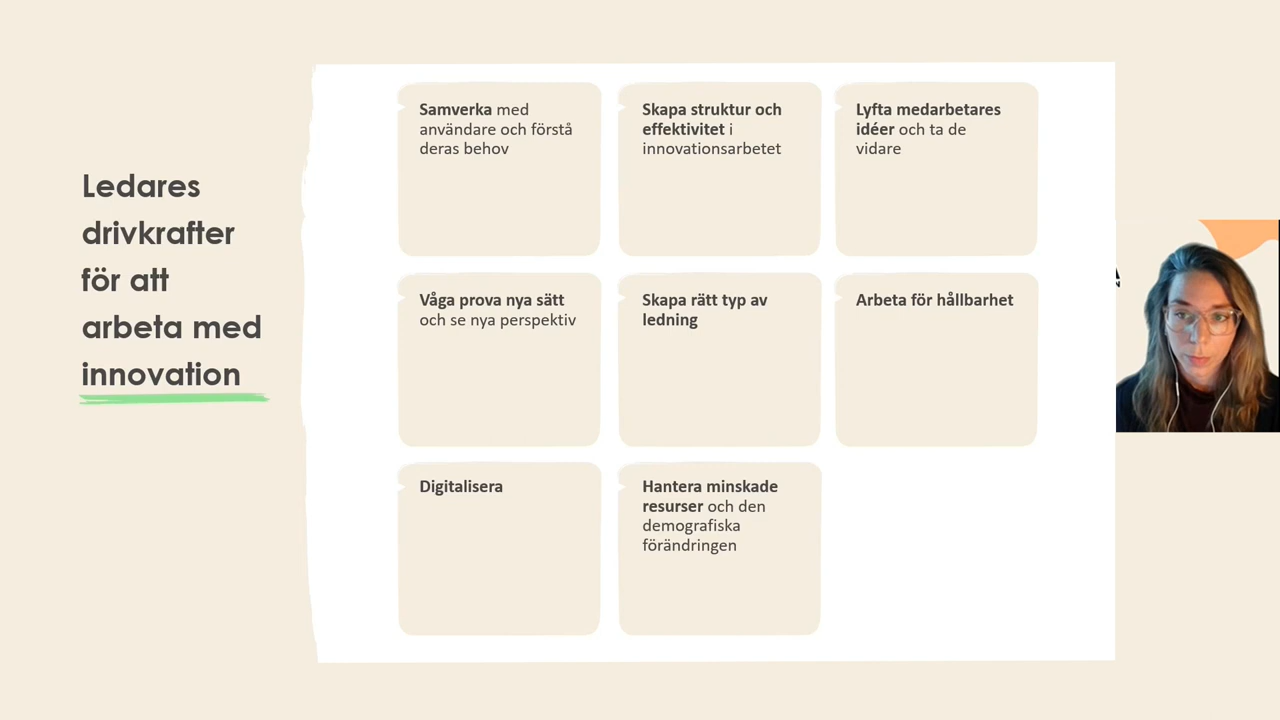 Ledares
drivkrafter
för att
arbeta med
innovation
Samverka med
användare och förstå
deras behov
Skapa struktur och
effektivitet i
innovationsarbetet
Lyfta medarbetares
idéer och ta de
vidare
Våga prova nya sätt
och se nya perspektiv
Skapa rätt typ av
ledning
Arbeta för hållbarhet
Digitalisera
Hantera minskade
resurser och den
demografiska
förändringen